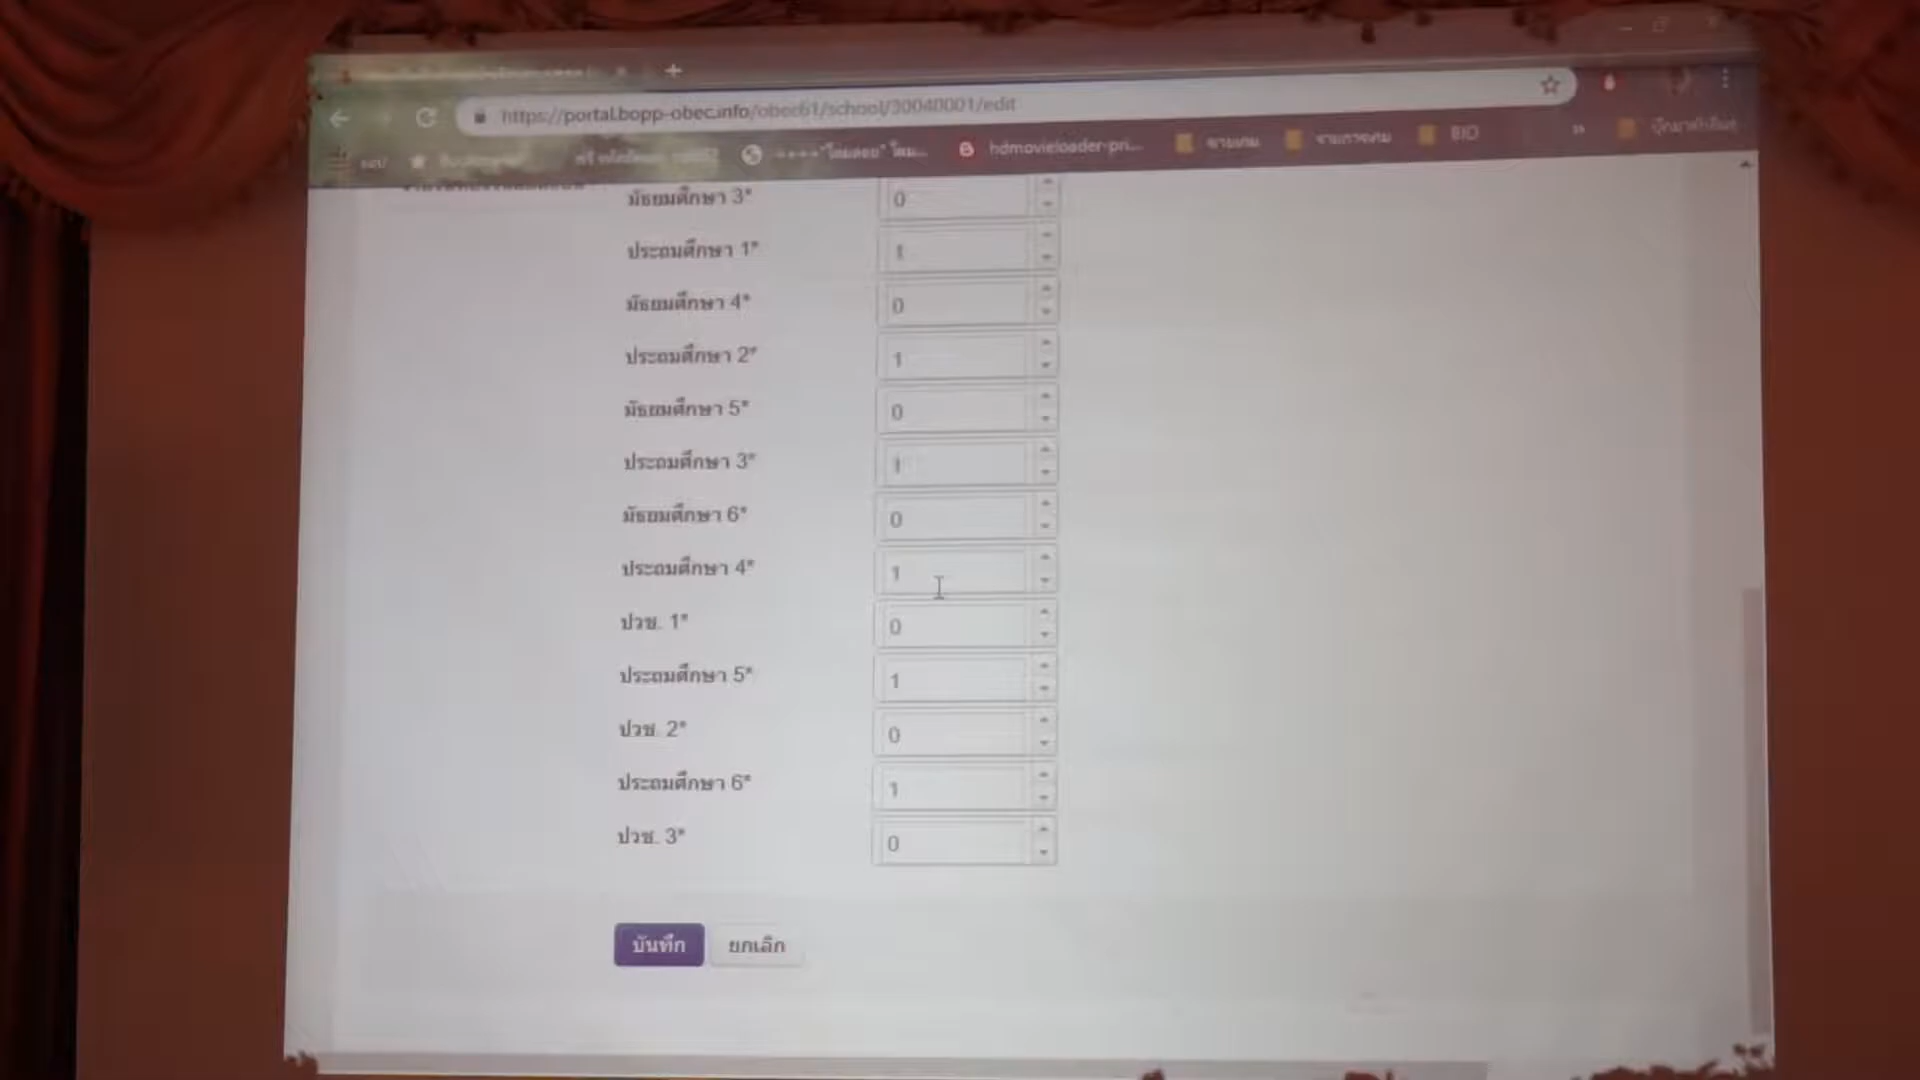 https://portal.bopp-obec.info/obec61/school/30040001/edit
hdmovieloader-pri...
BIO
มัธยมศึกษา 3* 0
ประถมศึกษา 1* 1
มัธยมศึกษา 4* 0
ประถมศึกษา 2* 1
มัธยมศึกษา 5* 0
ประถมศึกษา 3* 1
มัธยมศึกษา 6* 0
ประถมศึกษา 4* 1
ปวช. 1* 0
ประถมศึกษา 5* 1
ปวช. 2* 0
ประถมศึกษา 6* 1
ปวช. 3* 0
บันทึก ยกเลิก